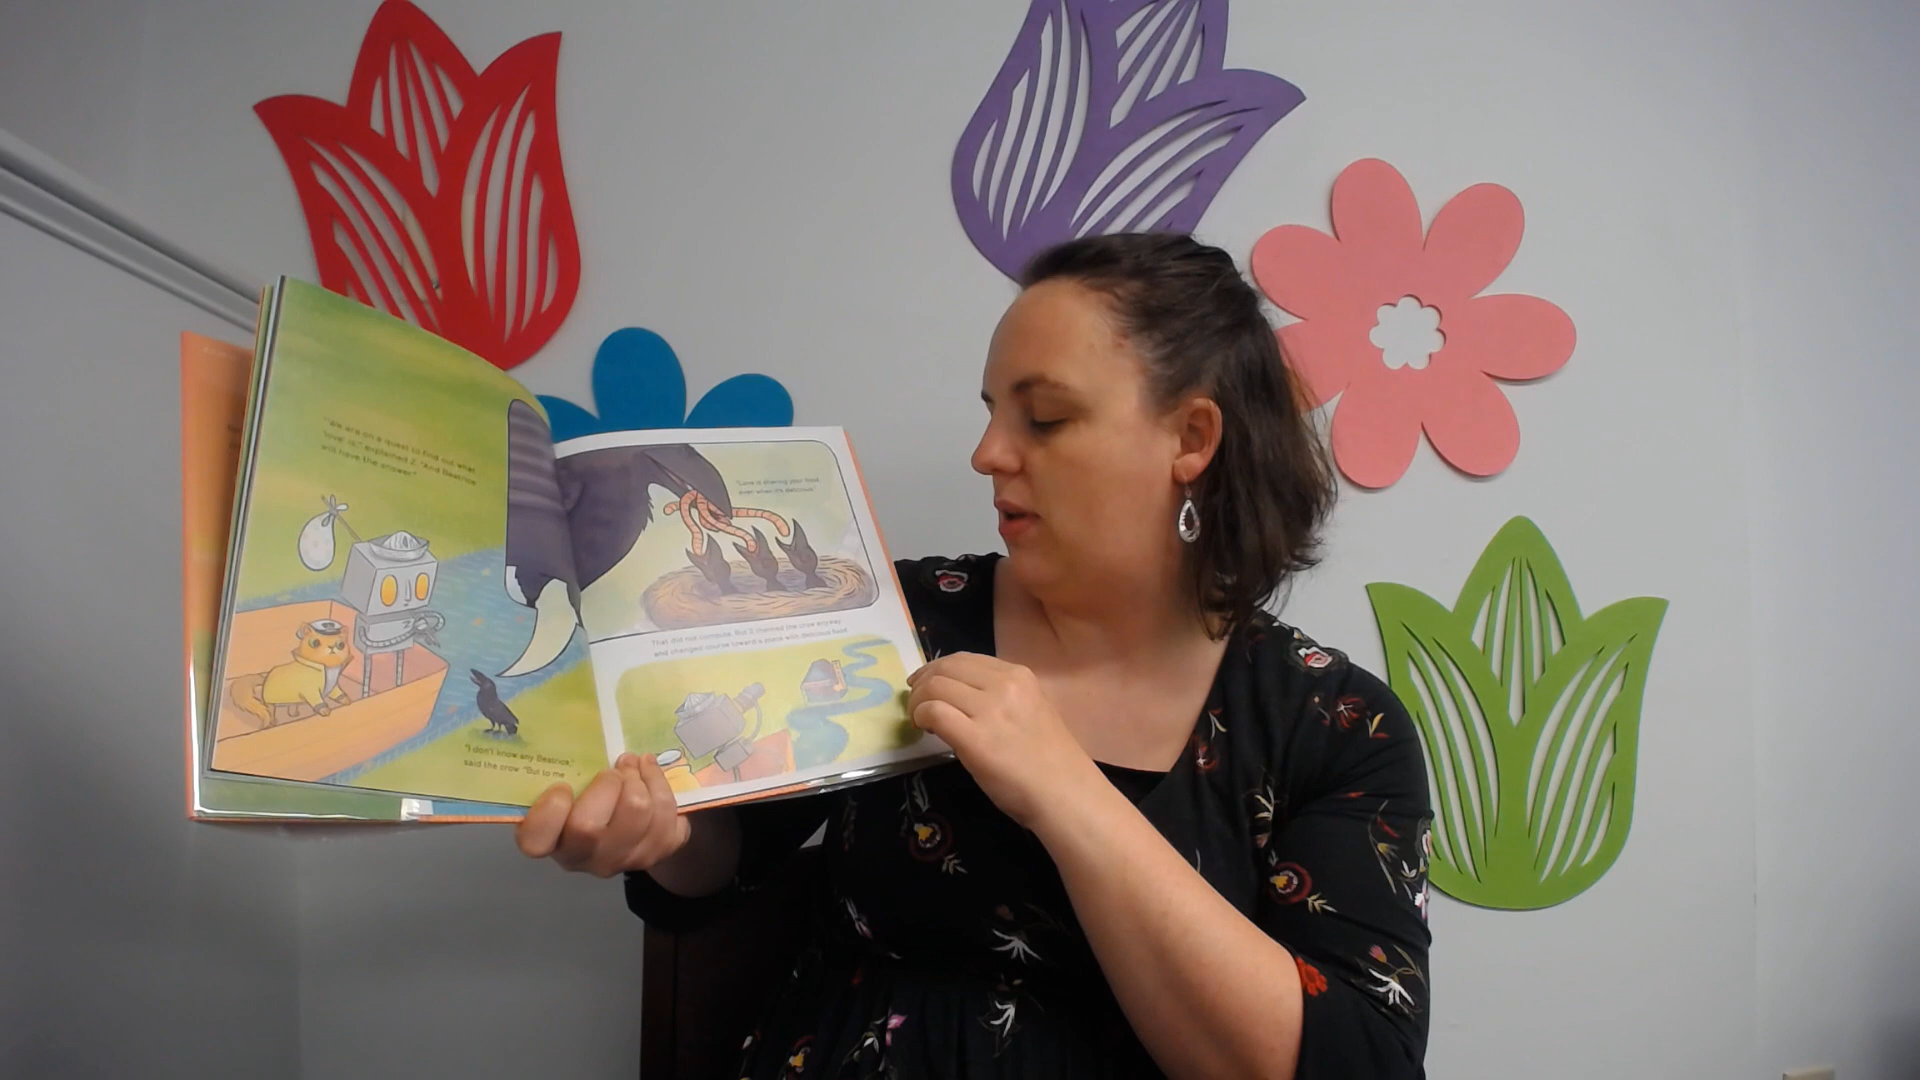 "We are on a quest to find out what
'love' is," explained Z. "And Beatrice
will have the answer."
"I don't know any Beatrice,"
said the crow. "But to me
"Love is sharing your food,
even when it's delicious."
That did not compute. But Z charted the urge anyway
and changed course toward a place with delicious food.